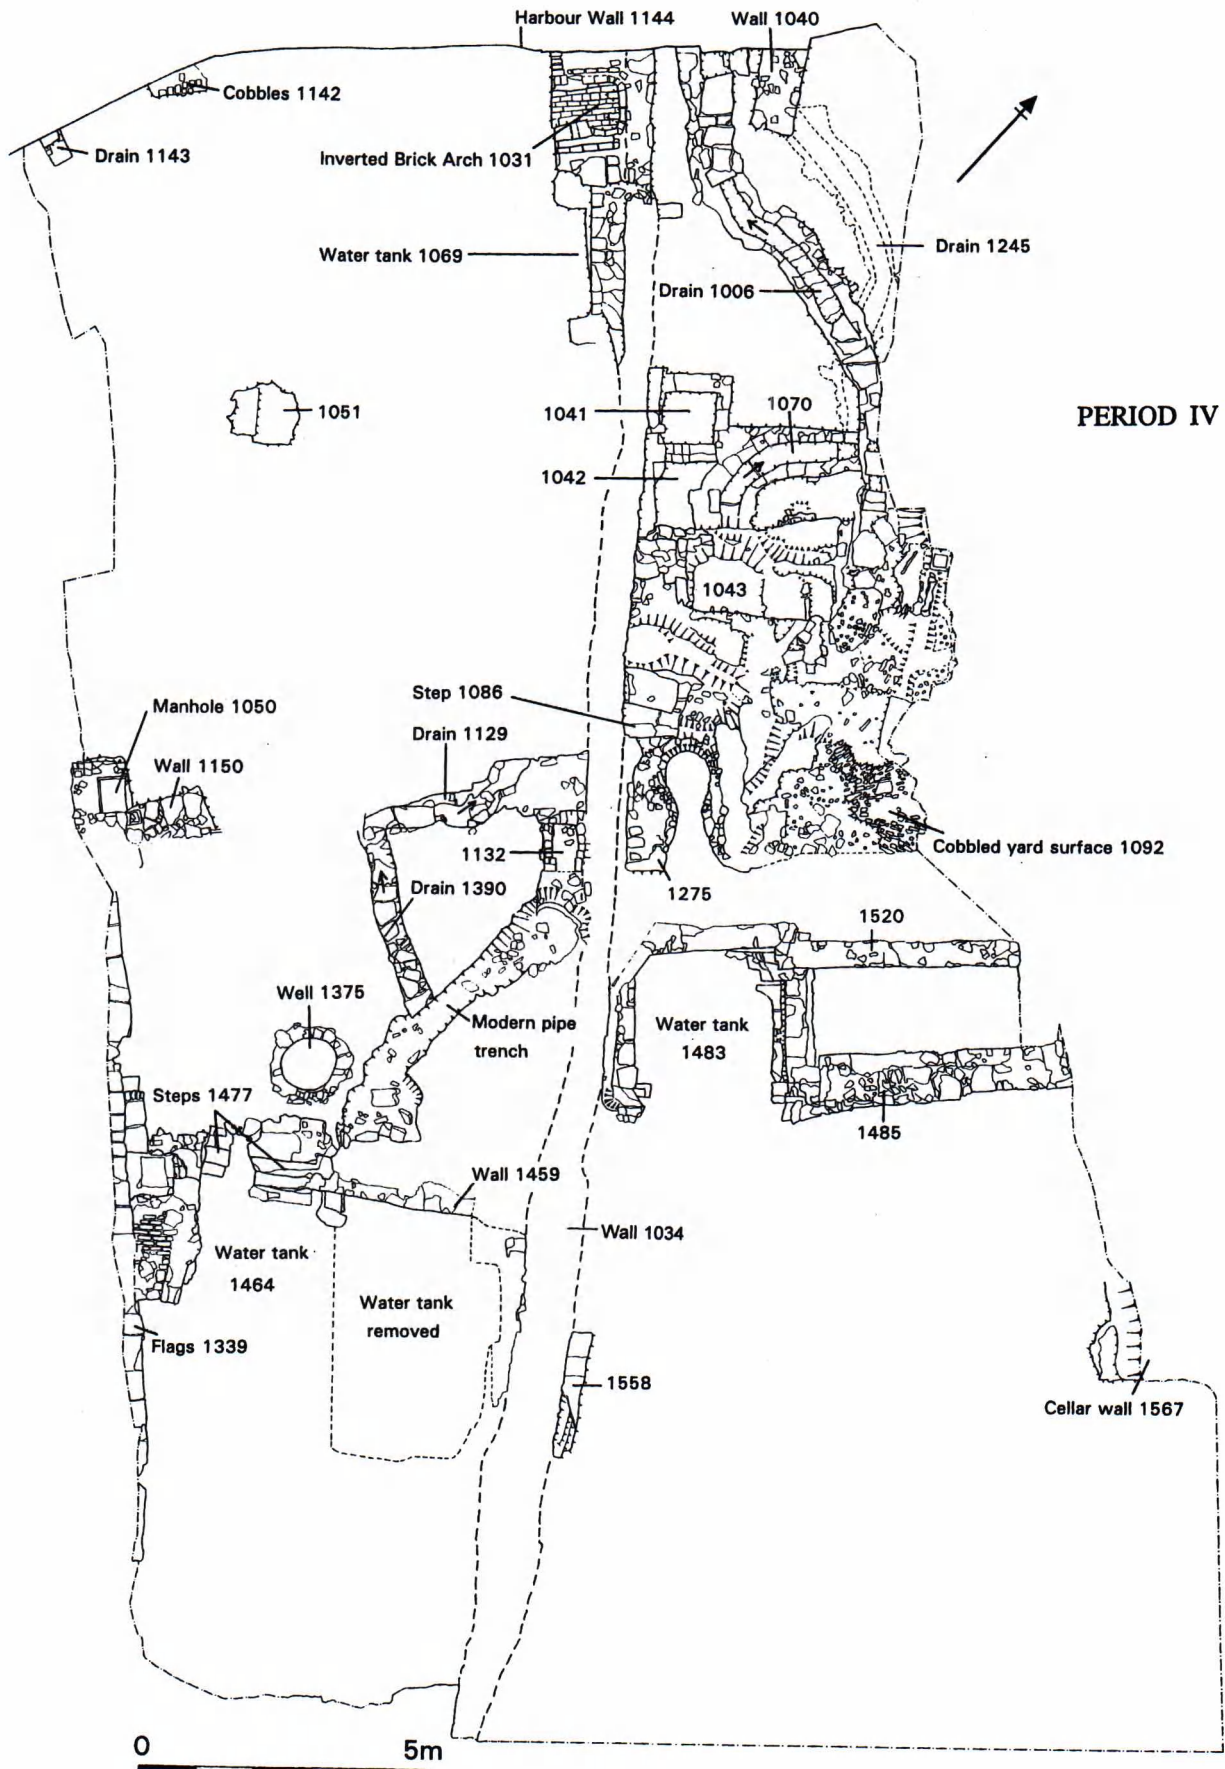 Harbour Wall 1144
Wall 1040
Cobbles 1142
Drain 1143
Inverted Brick Arch 1031
Water tank 1069
Drain 1245
Drain 1006
1051
1041
1070
PERIOD IV
1042
1043
Step 1086
Manhole 1050
Drain 1129
Wall 1150
1132
Cobbled yard surface 1092
Drain 1390
1275
1520
Well 1375
Modern pipe
trench
Water tank
1483
Steps 1477
1485
Wall 1459
Wall 1034
Water tank
1464
Water tank
removed
Flags 1339
1558
Cellar wall 1567
0 5m